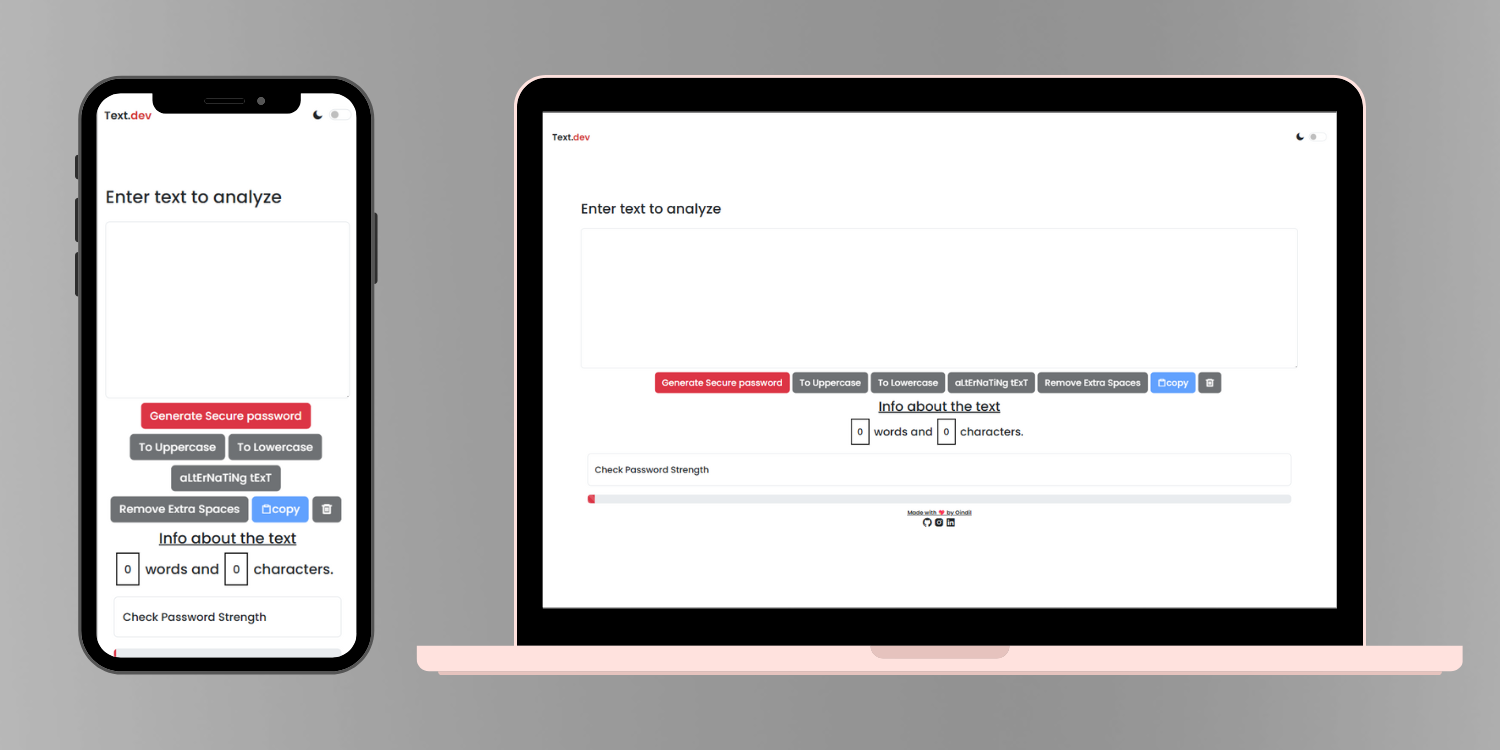 Text.dev
Enter text to analyze
Generate Secure password
To Uppercase To Lowercase
aLtErNaTiNg tExT
Remove Extra Spaces copy
Info about the text
0 words and 0 characters.
Check Password Strength
Text.dev
Enter text to analyze
Generate Secure password To Uppercase To Lowercase aLtErNaTiNg tExT Remove Extra Spaces copy
Info about the text
0 words and 0 characters.
Check Password Strength
Made with ❤ by Gindii